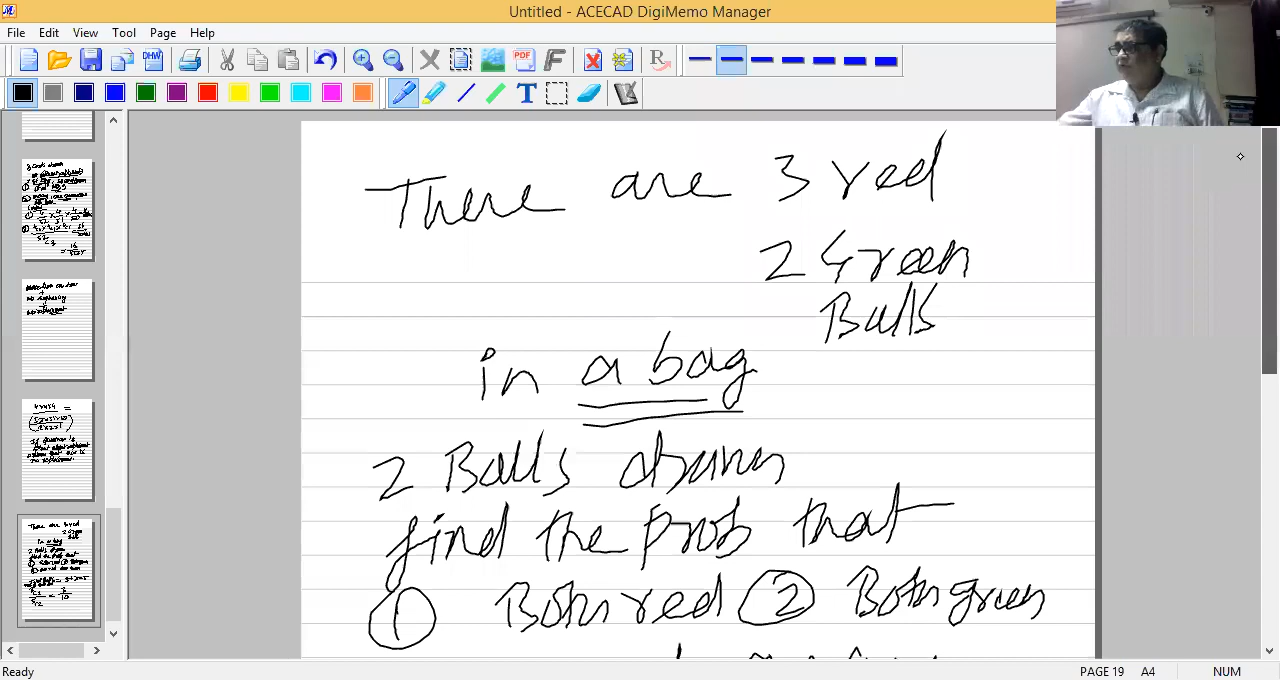 Untitled - ACECAD DigiMemo Manager
File Edit View Tool Page Help
There are 3 red
2 Green
Balls
in a bag
2 Balls drawn
find the Prob that
1 Both red 2 Both green
Ready
PAGE 19 A4 NUM